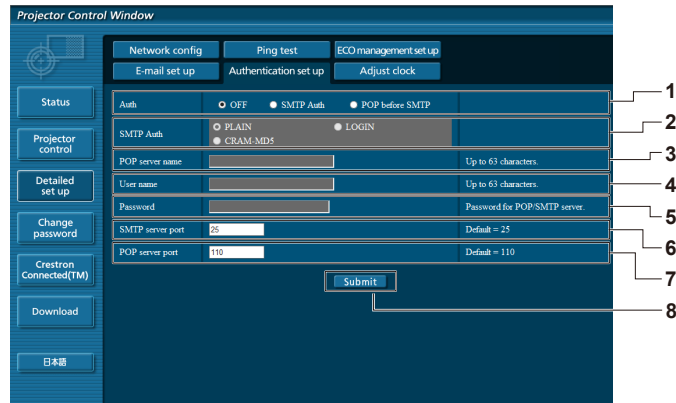 Projector Control Window
Network config
Ping test
ECO management set up
E-mail set up
Authentication set up
Adjust clock
Status
Projector
control
Detailed
set up
Change
password
Crestron
Connected(TM)
Download
日本語
Auth
OFF
SMTP Auth
POP before SMTP
1
SMTP Auth
PLAIN
LOGIN
CRAM-MD5
2
POP server name
Up to 63 characters.
3
User name
Up to 63 characters.
4
Password
Password for POP/SMTP server.
5
SMTP server port
25
Default = 25
6
POP server port
110
Default = 110
7
Submit
8